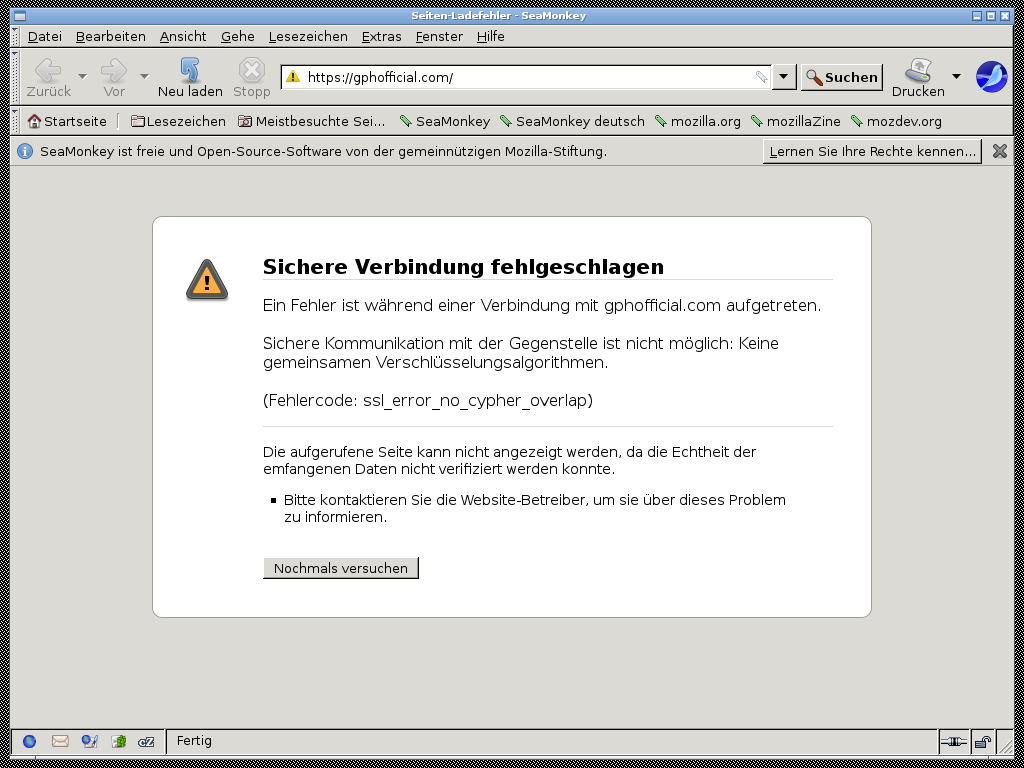 Seiten-Ladefehler - SeaMonkey
Datei Bearbeiten Ansicht Gehe Lesezeichen Extras Fenster Hilfe
https://gphofficial.com/ Suchen
Zurück Vor Neu laden Stopp Drucken
Startseite Lesezeichen Meistbesuchte Sei... SeaMonkey SeaMonkey deutsch mozilla.org mozillaZine mozdev.org
SeaMonkey ist freie und Open-Source-Software von der gemeinnützigen Mozilla-Stiftung. Lernen Sie Ihre Rechte kennen...
Sichere Verbindung fehlgeschlagen
Ein Fehler ist während einer Verbindung mit gphofficial.com aufgetreten.
Sichere Kommunikation mit der Gegenstelle ist nicht möglich: Keine
gemeinsamen Verschlüsselungsalgorithmen.
(Fehlercode: ssl_error_no_cypher_overlap)
Die aufgerufene Seite kann nicht angezeigt werden, da die Echtheit der
emfangenen Daten nicht verifiziert werden konnte.
Bitte kontaktieren Sie die Website-Betreiber, um sie über dieses Problem
zu informieren.
Nochmals versuchen
cZ Fertig